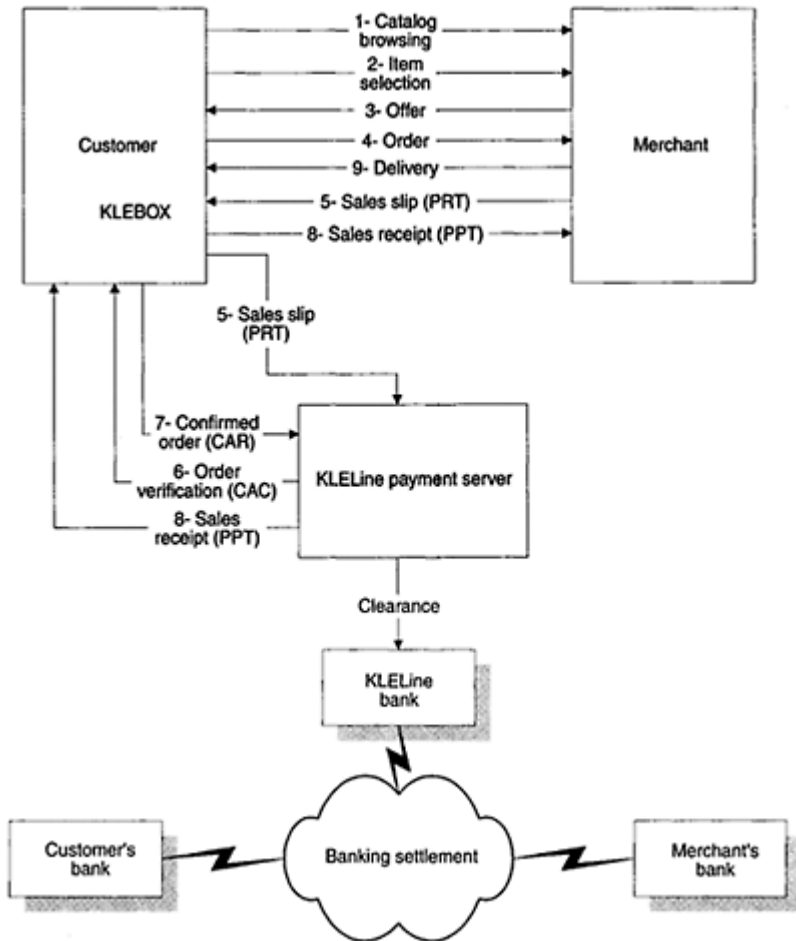 1- Catalog
browsing
2- Item
selection
3- Offer
Customer
4- Order
Merchant
9- Delivery
KLEBOX
5- Sales slip (PRT)
8- Sales receipt (PPT)
5- Sales slip
(PRT)
7- Confirmed
order (CAR)
6- Order
verification (CAC)
KLELine payment server
8- Sales
receipt (PPT)
Clearance
KLELine
bank
Customer's
bank
Banking settlement
Merchant's
bank